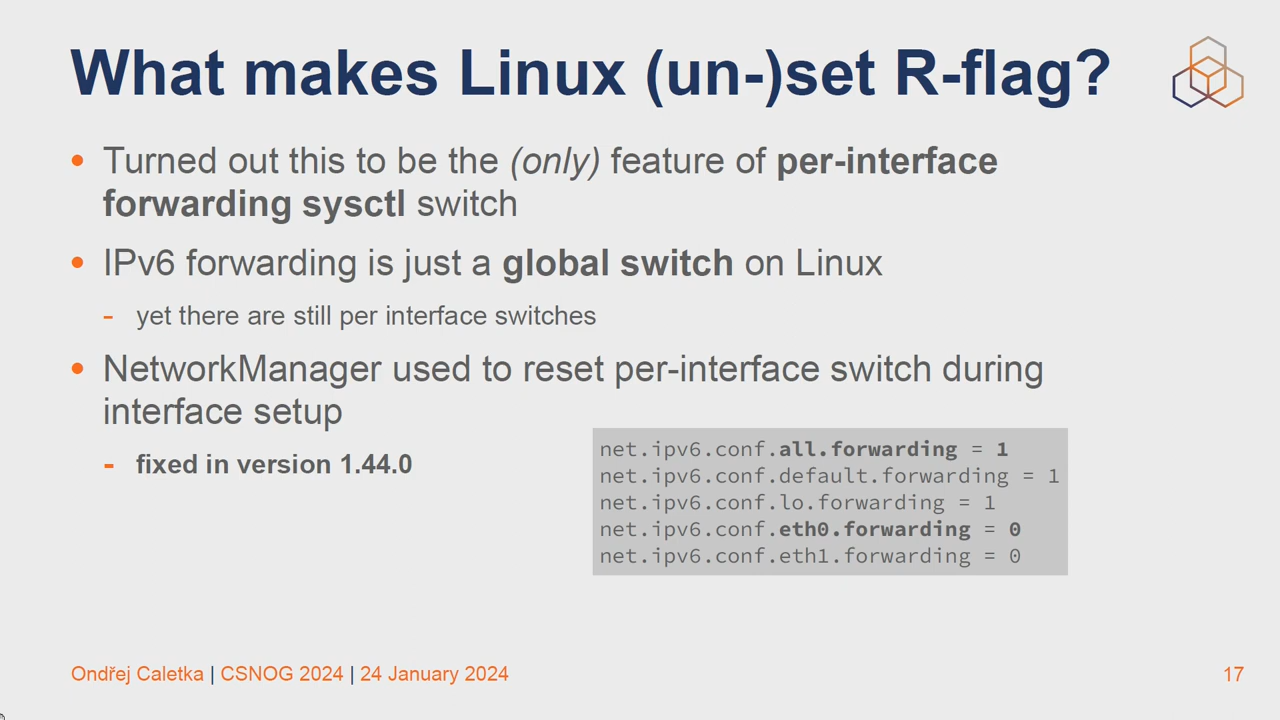 What makes Linux (un-)set R-flag?
• Turned out this to be the (only) feature of per-interface
forwarding sysctl switch
• IPv6 forwarding is just a global switch on Linux
- yet there are still per interface switches
• NetworkManager used to reset per-interface switch during
interface setup
- fixed in version 1.44.0
net.ipv6.conf.all.forwarding = 1
net.ipv6.conf.default.forwarding = 1
net.ipv6.conf.lo.forwarding = 1
net.ipv6.conf.eth0.forwarding = 0
net.ipv6.conf.eth1.forwarding = 0
Ondřej Caletka | CSNOG 2024 | 24 January 2024
17